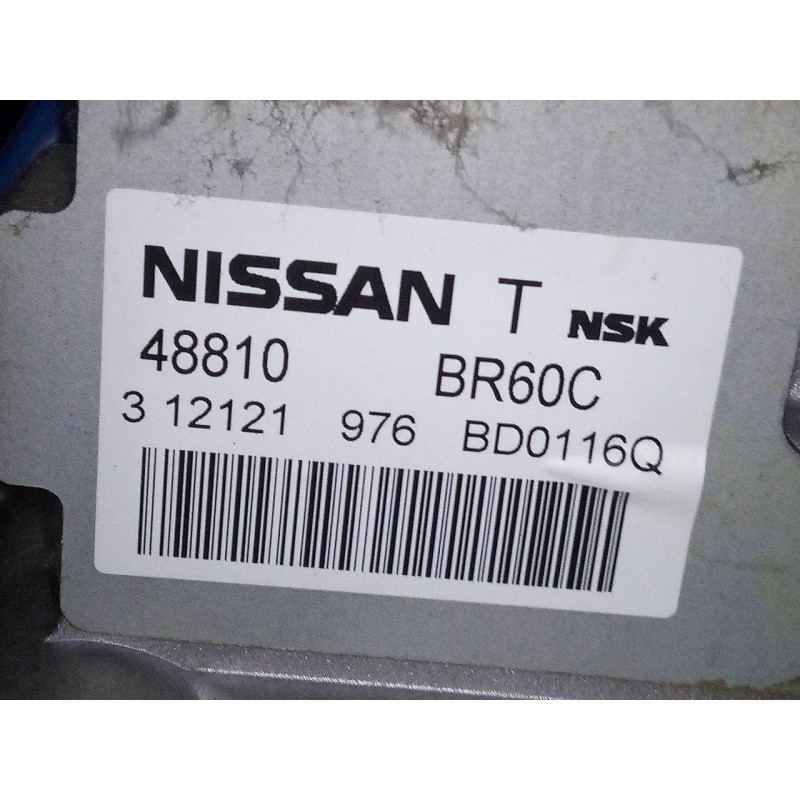 NISSAN T NSK
48810 BR60C
3 12121 976 BD0116Q